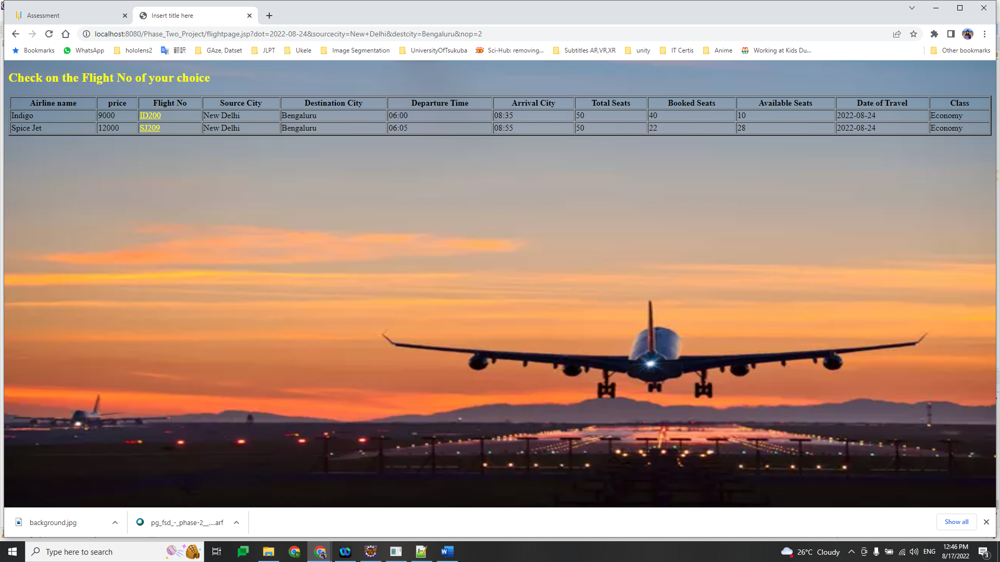 Assessment
Insert title here
localhost:8080/Phase_Two_Project/flightpage.jsp?dot=2022-08-24&sourcecity=New+Delhi&destcity=Bengaluru&nop=2
Bookmarks WhatsApp hololens2 翻訳 GAze, Datset JLPT Ukele Image Segmentation UniversityOfTsukuba Sci-Hub: removing... Subtitles AR,VR,XR unity IT Certis Anime Working at Kids Du... Other bookmarks
Check on the Flight No of your choice
Airline name price Flight No Source City Destination City Departure Time Arrival City Total Seats Booked Seats Available Seats Date of Travel Class
Indigo 9000 ID200 New Delhi Bengaluru 06:00 08:35 50 40 10 2022-08-24 Economy
Spice Jet 12000 SJ209 New Delhi Bengaluru 06:05 08:55 50 22 28 2022-08-24 Economy
background.jpg pg_fsd_-_phase-2__....arf Show all
Type here to search 26°C Cloudy ENG 12:46 PM
8/17/2022 3